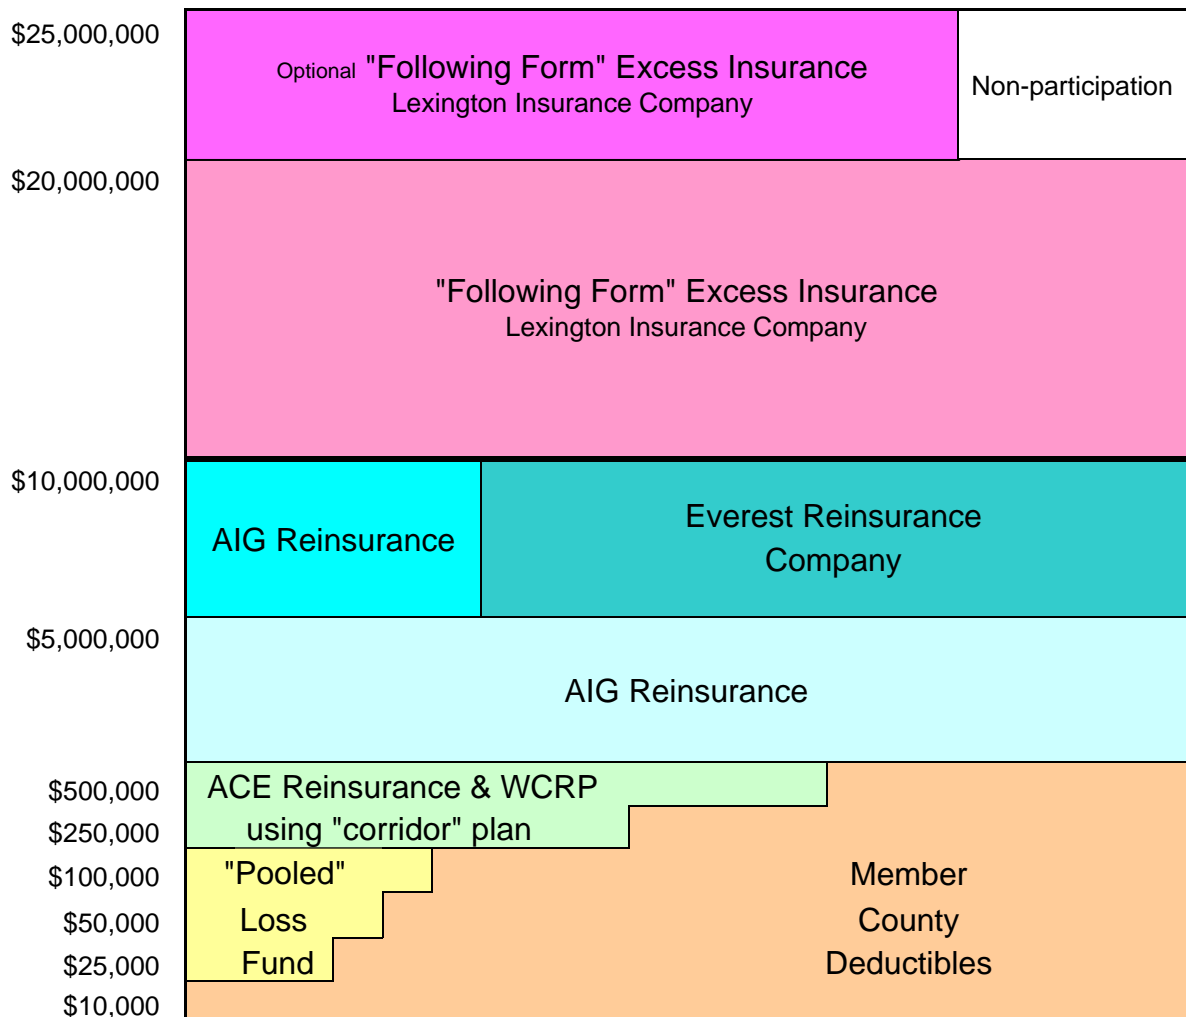 $25,000,000
Optional "Following Form" Excess Insurance
Lexington Insurance Company
Non-participation
$20,000,000
"Following Form" Excess Insurance
Lexington Insurance Company
$10,000,000
AIG Reinsurance
Everest Reinsurance
Company
$5,000,000
AIG Reinsurance
$500,000
ACE Reinsurance & WCRP
$250,000
using "corridor" plan
$100,000
"Pooled"
Member
$50,000
Loss
County
$25,000
Fund
Deductibles
$10,000